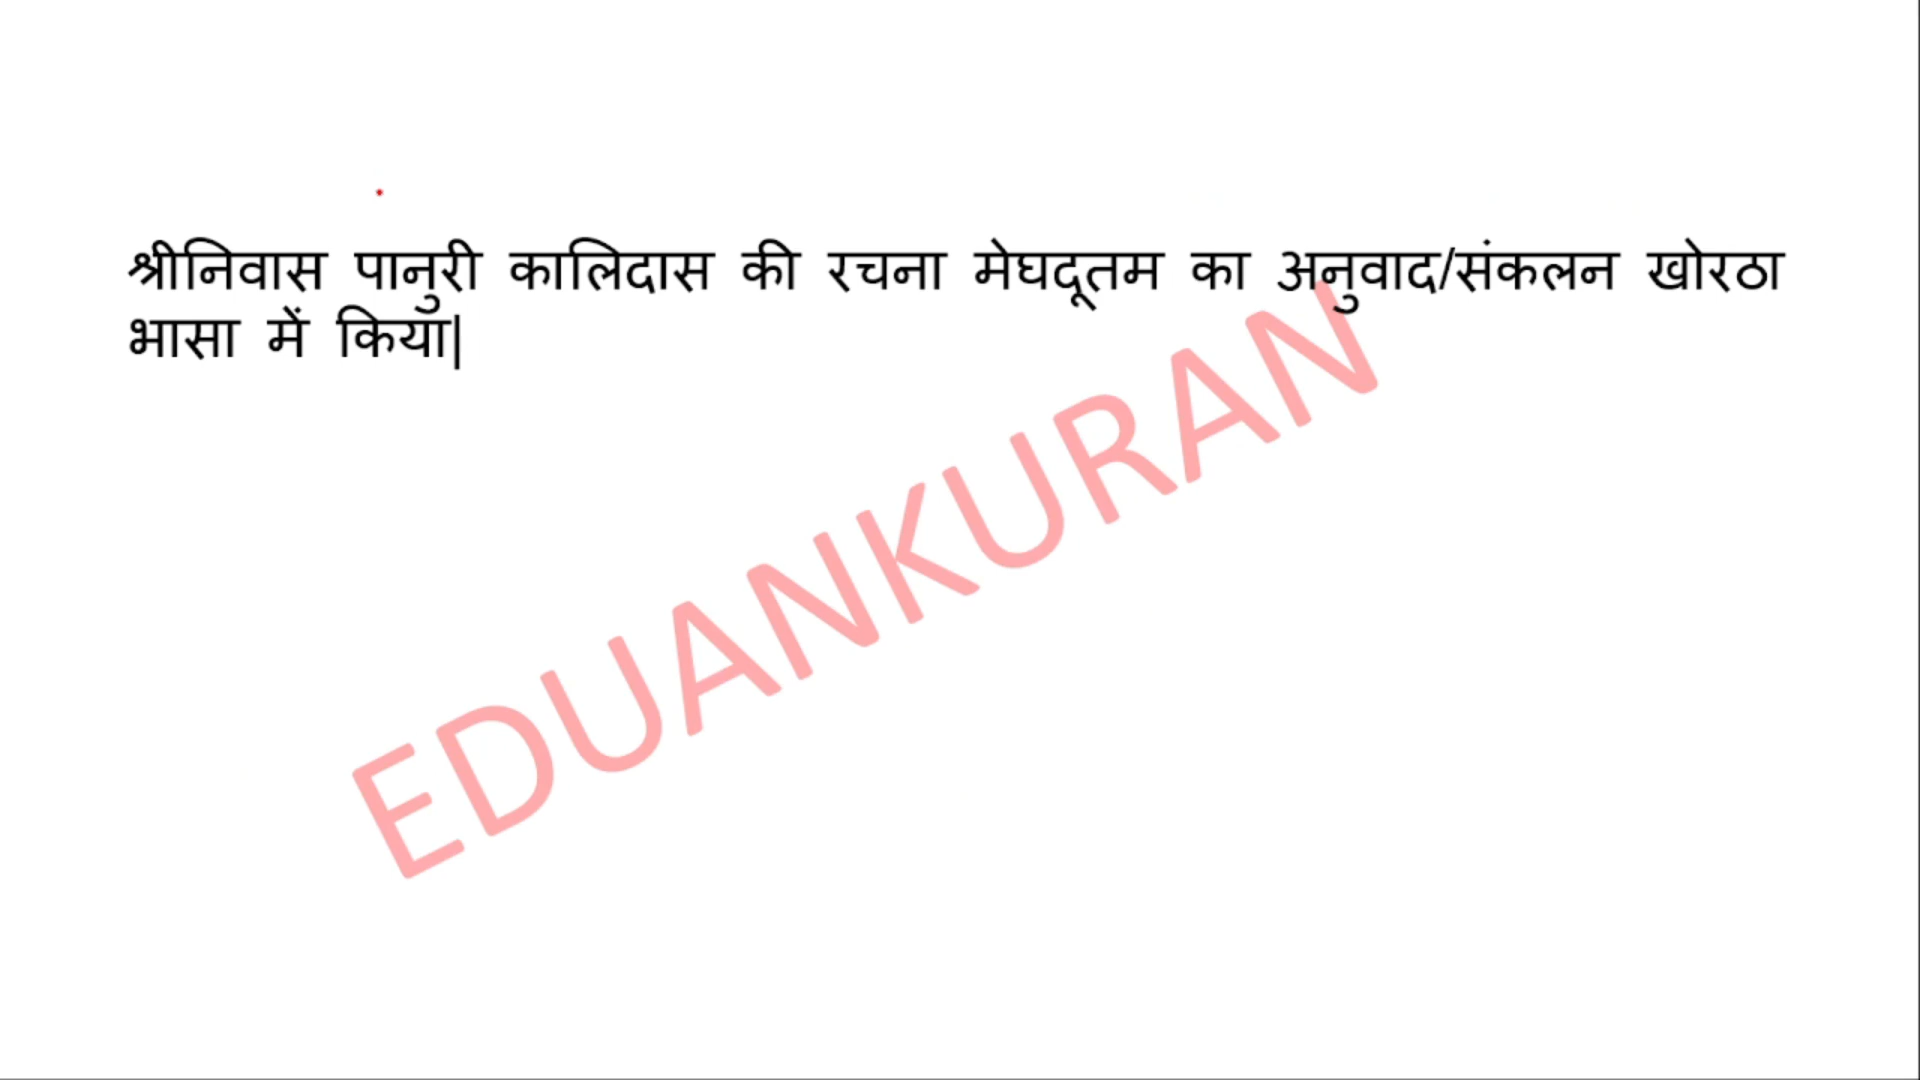 श्रीनिवास पानुरी कालिदास की रचना मेघदूतम का अनुवाद/संकलन खोरठा
भासा में किया|
EDUANKURAN